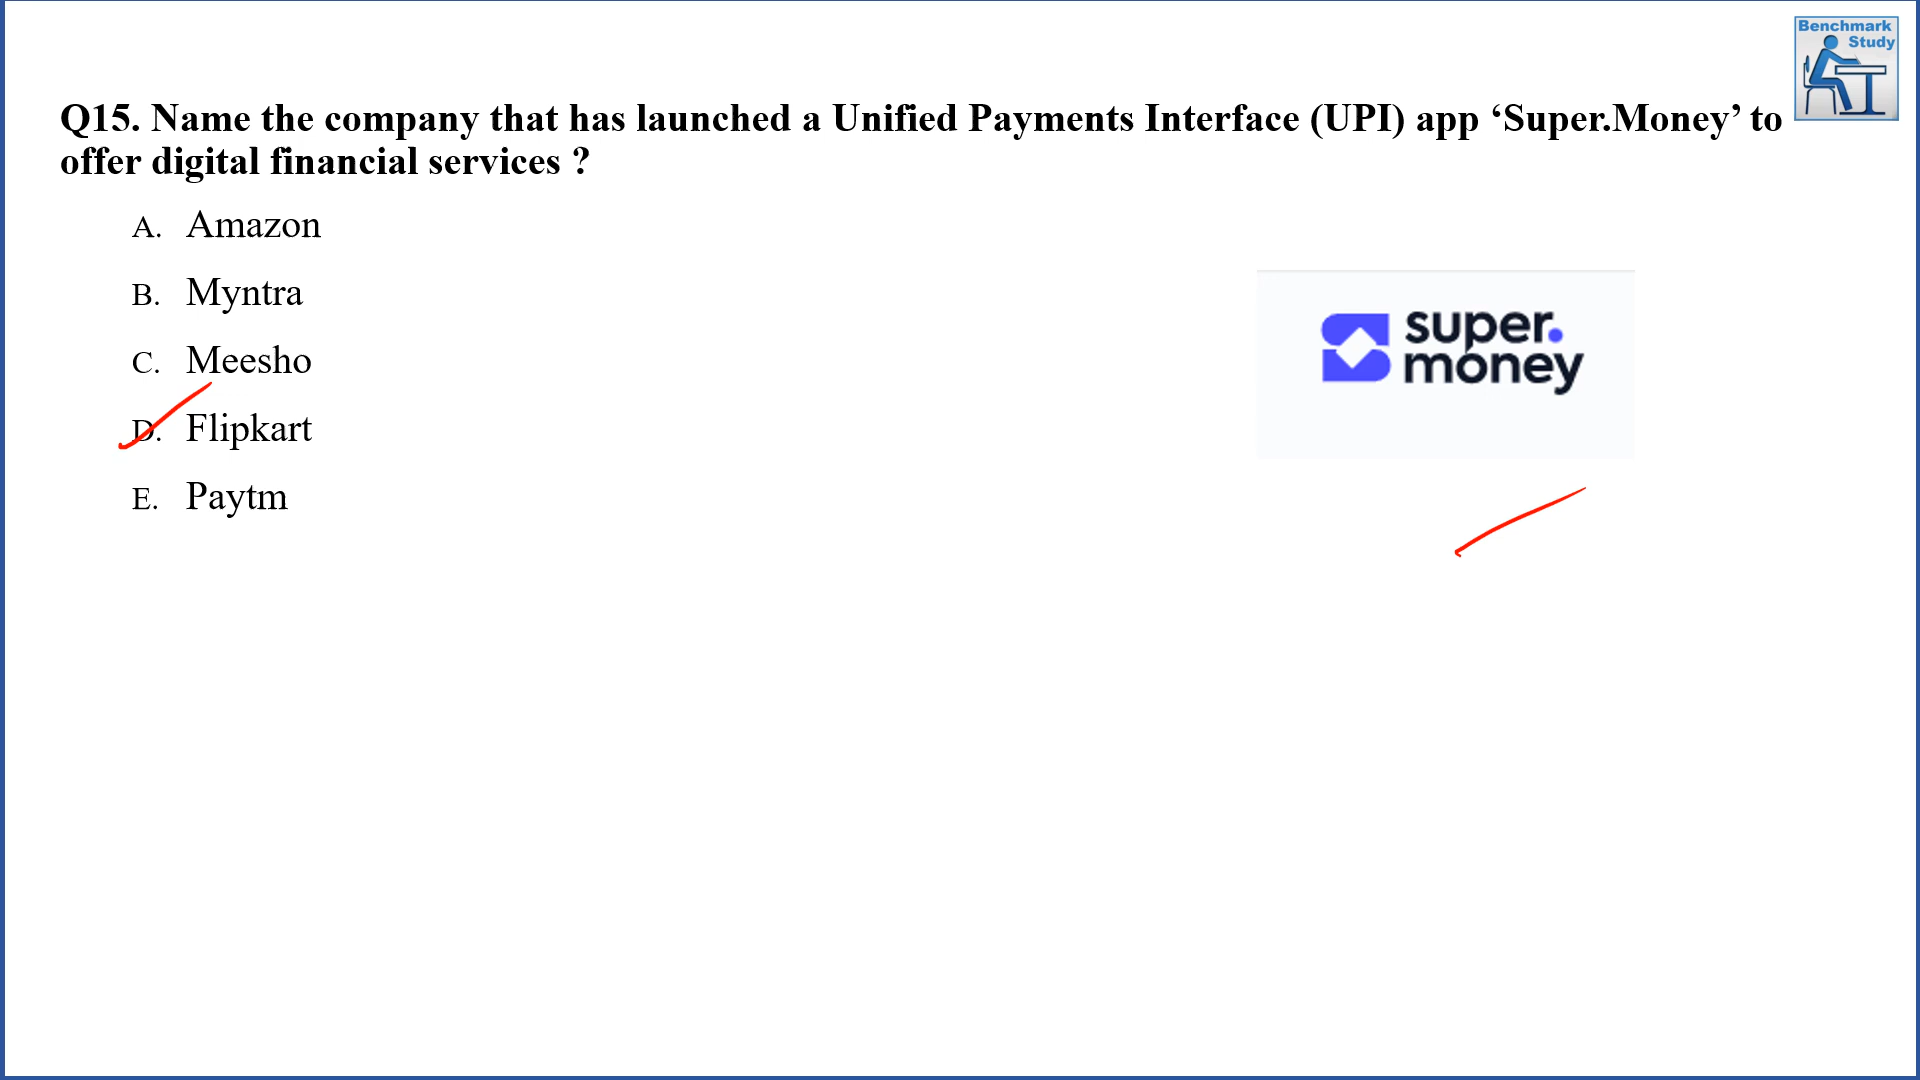 Benchmark
Study
Q15. Name the company that has launched a Unified Payments Interface (UPI) app ‘Super.Money’ to
offer digital financial services ?
A. Amazon
B. Myntra
C. Meesho
D. Flipkart
E. Paytm
super.
money